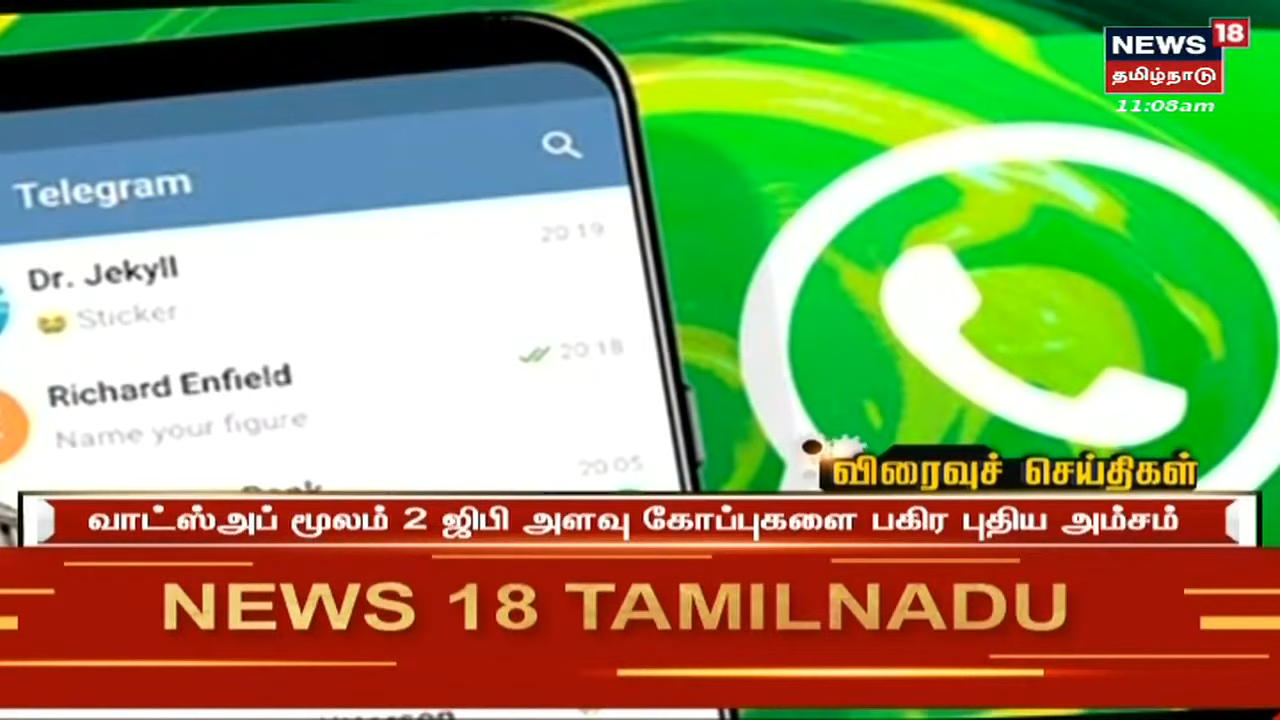 NEWS 18
தமிழ்நாடு
11:08am
Telegram
20:19
Dr. Jekyll
Sticker
20:18
Richard Enfield
Name your figure
20:05
விரைவுச் செய்திகள்
வாட்ஸ்அப் மூலம் 2 ஜிபி அளவு கோப்புகளை பகிர புதிய அம்சம்
NEWS 18 TAMILNADU